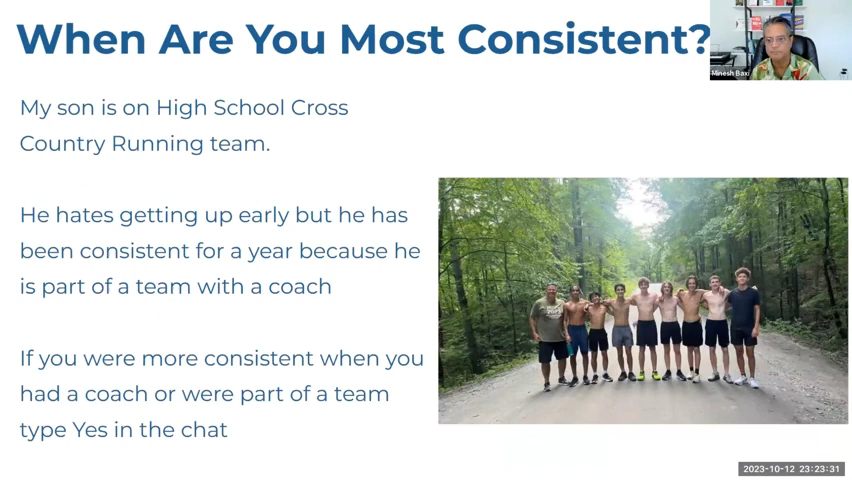 When Are You Most Consistent?
Minesh Baxi
My son is on High School Cross
Country Running team.
He hates getting up early but he has
been consistent for a year because he
is part of a team with a coach
If you were more consistent when you
had a coach or were part of a team
type Yes in the chat
2023-10-12 23:23:31